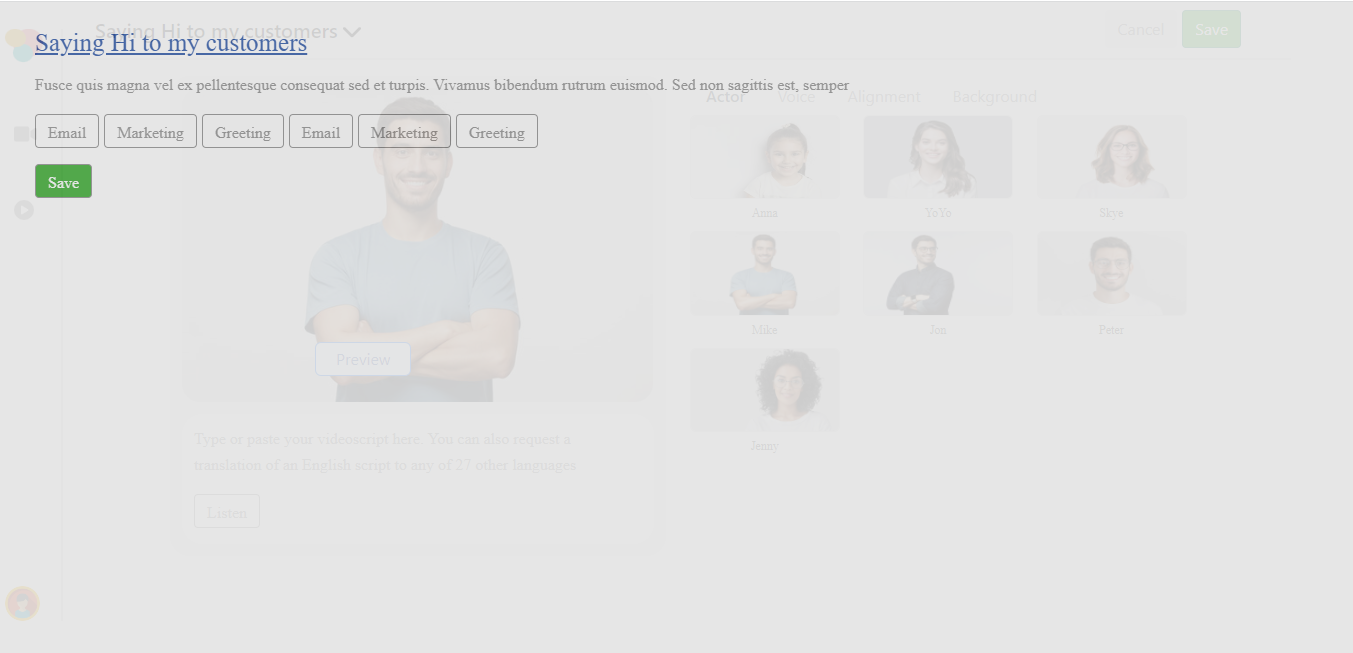 Saying Hi to my customers
Cancel
Save
Saying Hi to my customers
Fusce quis magna vel ex pellentesque consequat sed et turpis. Vivamus bibendum rutrum euismod. Sed non sagittis est, semper
Actor Voice Alignment Background
Email Marketing Greeting Email Marketing Greeting
Save
Anna YoYo Skye
Mike Jon Peter
Preview
Jenny
Type or paste your videoscript here. You can also request a
translation of an English script to any of 27 other languages
Listen